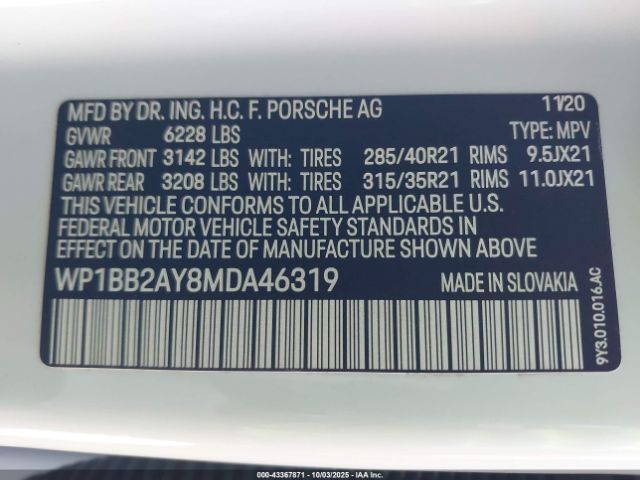 MFD BY DR. ING. H.C. F. PORSCHE AG 11/20
GVWR 6228 LBS TYPE: MPV
GAWR FRONT 3142 LBS WITH: TIRES 285/40R21 RIMS 9.5JX21
GAWR REAR 3208 LBS WITH: TIRES 315/35R21 RIMS 11.0JX21
THIS VEHICLE CONFORMS TO ALL APPLICABLE U.S.
FEDERAL MOTOR VEHICLE SAFETY STANDARDS IN
EFFECT ON THE DATE OF MANUFACTURE SHOWN ABOVE
WP1BB2AY8MDA46319 MADE IN SLOVAKIA
9Y3.010.016.AC
000-43367871 | 10/03/2025 | IAA Inc.